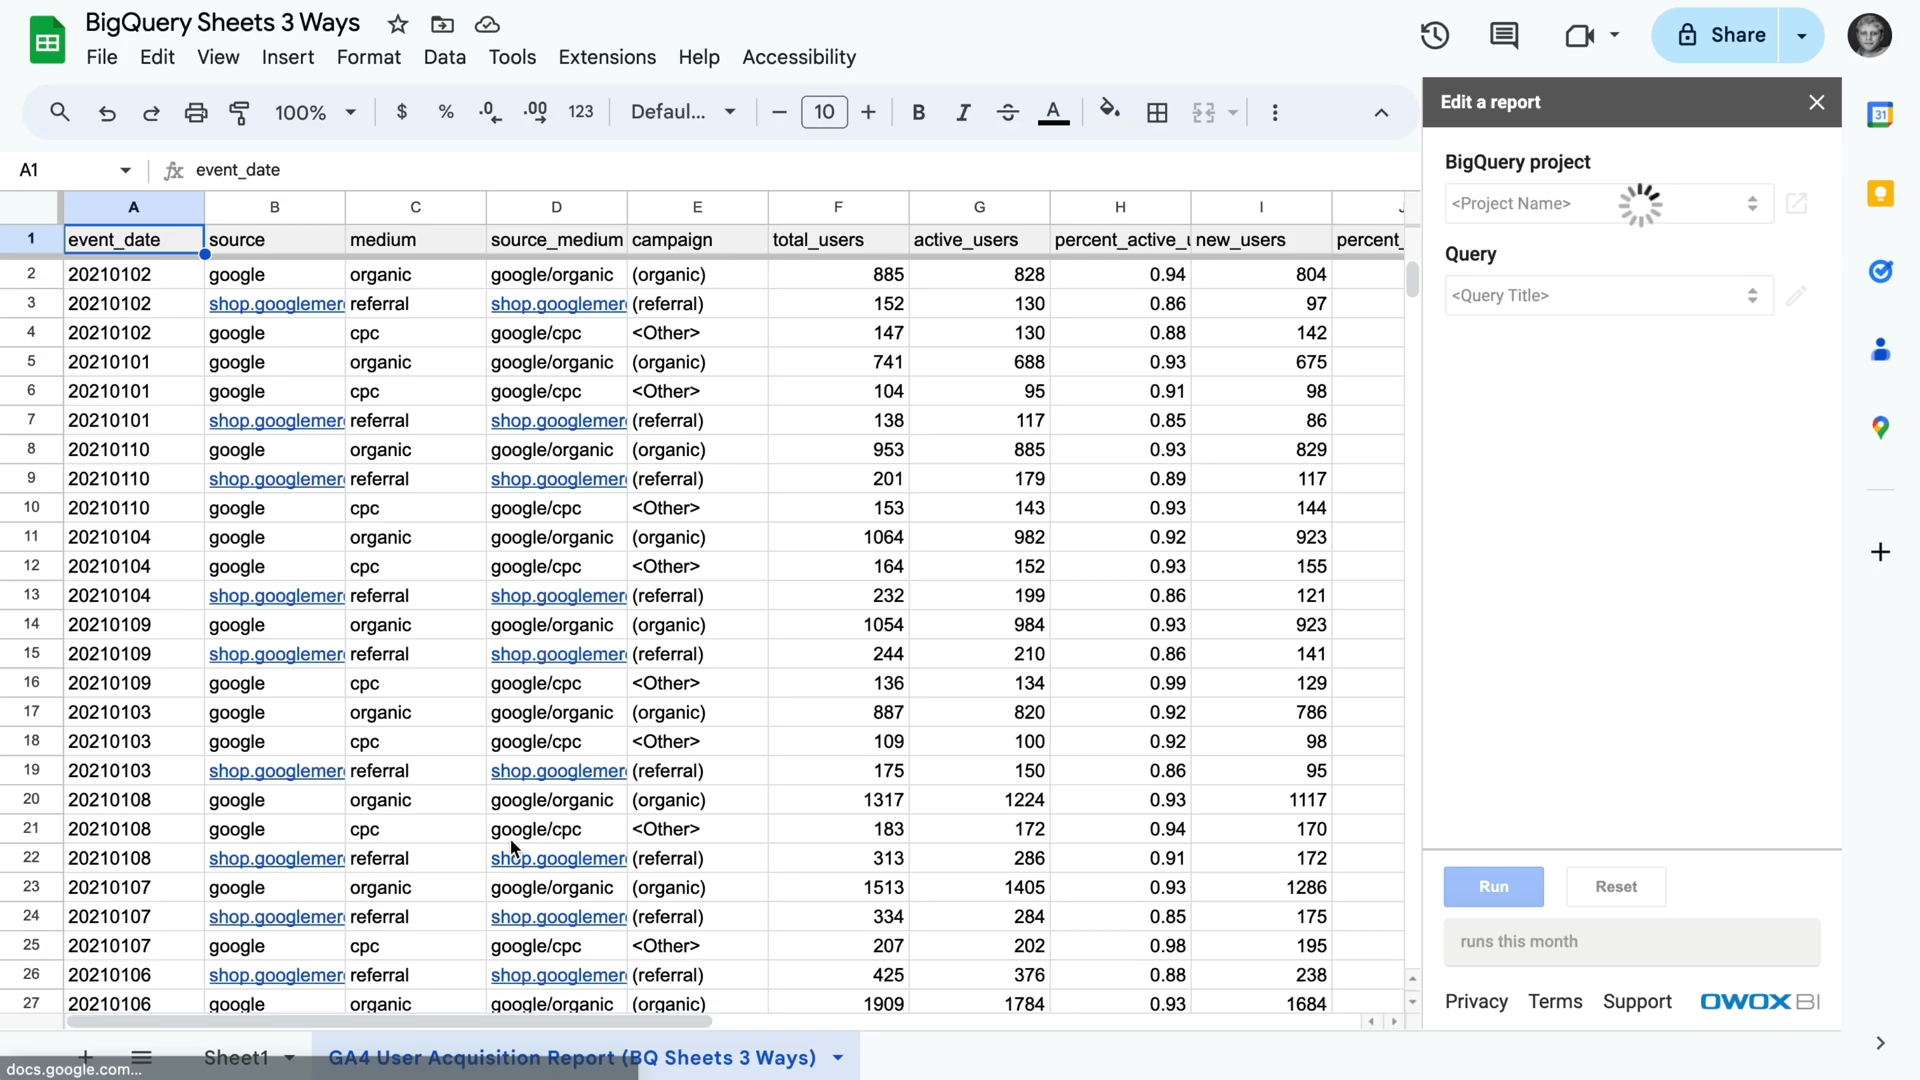 BigQuery Sheets 3 Ways
File Edit View Insert Format Data Tools Extensions Help Accessibility
Share
100% $ % .0 .00 123 Defaul... 10 B I S A
A1 fx event_date
A B C D E F G H I J
1 event_date source medium source_medium campaign total_users active_users percent_active_u new_users percent_
2 20210102 google organic google/organic (organic) 885 828 0.94 804
3 20210102 shop.googlemer referral shop.googlemer (referral) 152 130 0.86 97
4 20210102 google cpc google/cpc <Other> 147 130 0.88 142
5 20210101 google organic google/organic (organic) 741 688 0.93 675
6 20210101 google cpc google/cpc <Other> 104 95 0.91 98
7 20210101 shop.googlemer referral shop.googlemer (referral) 138 117 0.85 86
8 20210110 google organic google/organic (organic) 953 885 0.93 829
9 20210110 shop.googlemer referral shop.googlemer (referral) 201 179 0.89 117
10 20210110 google cpc google/cpc <Other> 153 143 0.93 144
11 20210104 google organic google/organic (organic) 1064 982 0.92 923
12 20210104 google cpc google/cpc <Other> 164 152 0.93 155
13 20210104 shop.googlemer referral shop.googlemer (referral) 232 199 0.86 121
14 20210109 google organic google/organic (organic) 1054 984 0.93 923
15 20210109 shop.googlemer referral shop.googlemer (referral) 244 210 0.86 141
16 20210109 google cpc google/cpc <Other> 136 134 0.99 129
17 20210103 google organic google/organic (organic) 887 820 0.92 786
18 20210103 google cpc google/cpc <Other> 109 100 0.92 98
19 20210103 shop.googlemer referral shop.googlemer (referral) 175 150 0.86 95
20 20210108 google organic google/organic (organic) 1317 1224 0.93 1117
21 20210108 google cpc google/cpc <Other> 183 172 0.94 170
22 20210108 shop.googlemer referral shop.googlemer (referral) 313 286 0.91 172
23 20210107 google organic google/organic (organic) 1513 1405 0.93 1286
24 20210107 shop.googlemer referral shop.googlemer (referral) 334 284 0.85 175
25 20210107 google cpc google/cpc <Other> 207 202 0.98 195
26 20210106 shop.googlemer referral shop.googlemer (referral) 425 376 0.88 238
27 20210106 google organic google/organic (organic) 1909 1784 0.93 1684
Sheet1 GA4 User Acquisition Report (BQ Sheets 3 Ways)
docs.google.com...
Edit a report
BigQuery project
<Project Name>
Query
<Query Title>
Run Reset
runs this month
Privacy Terms Support OWOX BI
31